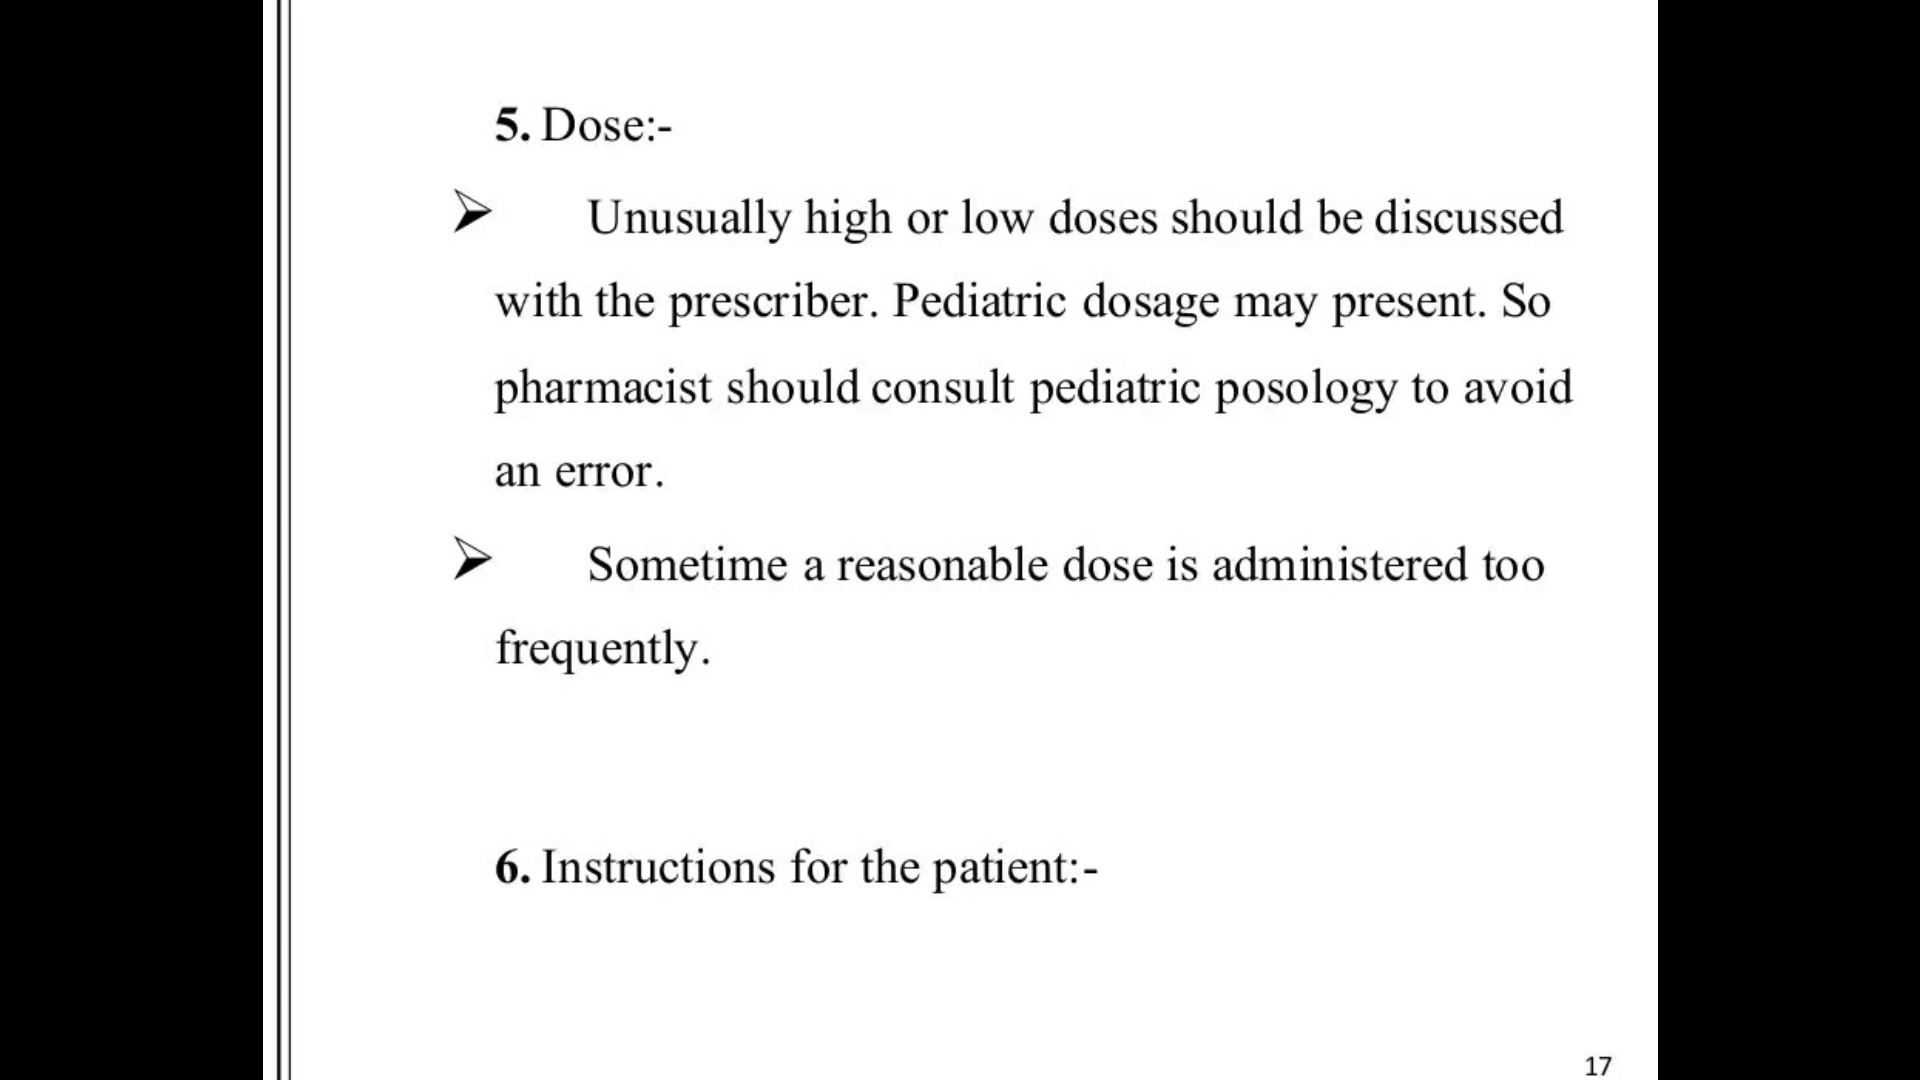 5. Dose:-
➢ Unusually high or low doses should be discussed
with the prescriber. Pediatric dosage may present. So
pharmacist should consult pediatric posology to avoid
an error.
➢ Sometime a reasonable dose is administered too
frequently.
6. Instructions for the patient:-
17